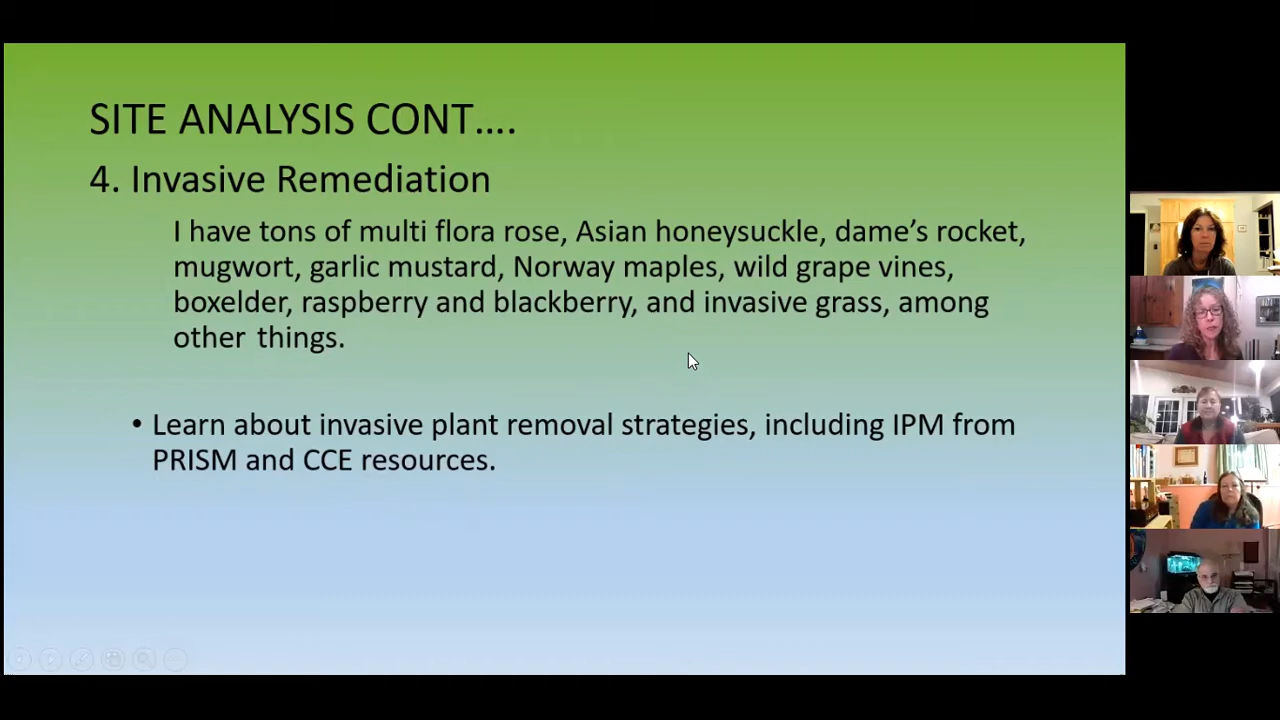 SITE ANALYSIS CONT....
4. Invasive Remediation
I have tons of multi flora rose, Asian honeysuckle, dame’s rocket,
mugwort, garlic mustard, Norway maples, wild grape vines,
boxelder, raspberry and blackberry, and invasive grass, among
other things.
• Learn about invasive plant removal strategies, including IPM from
PRISM and CCE resources.